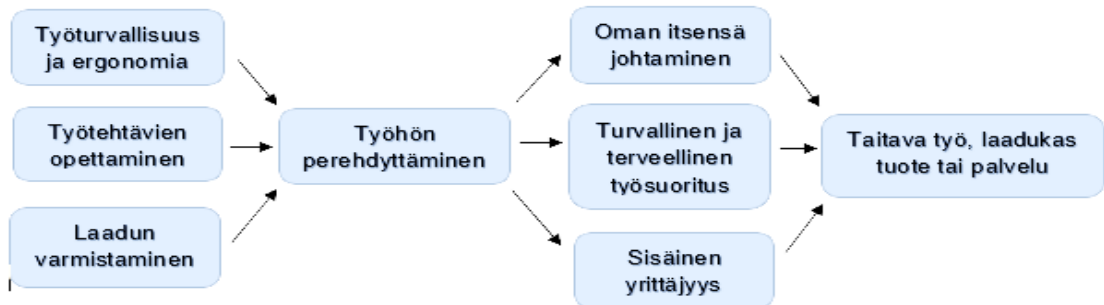 Työturvallisuus
ja ergonomia
Työtehtävien
opettaminen
Laadun
varmistaminen
Työhön
perehdyttäminen
Oman itsensä
johtaminen
Turvallinen ja
terveellinen
työsuoritus
Sisäinen
yrittäjyys
Taitava työ, laadukas
tuote tai palvelu